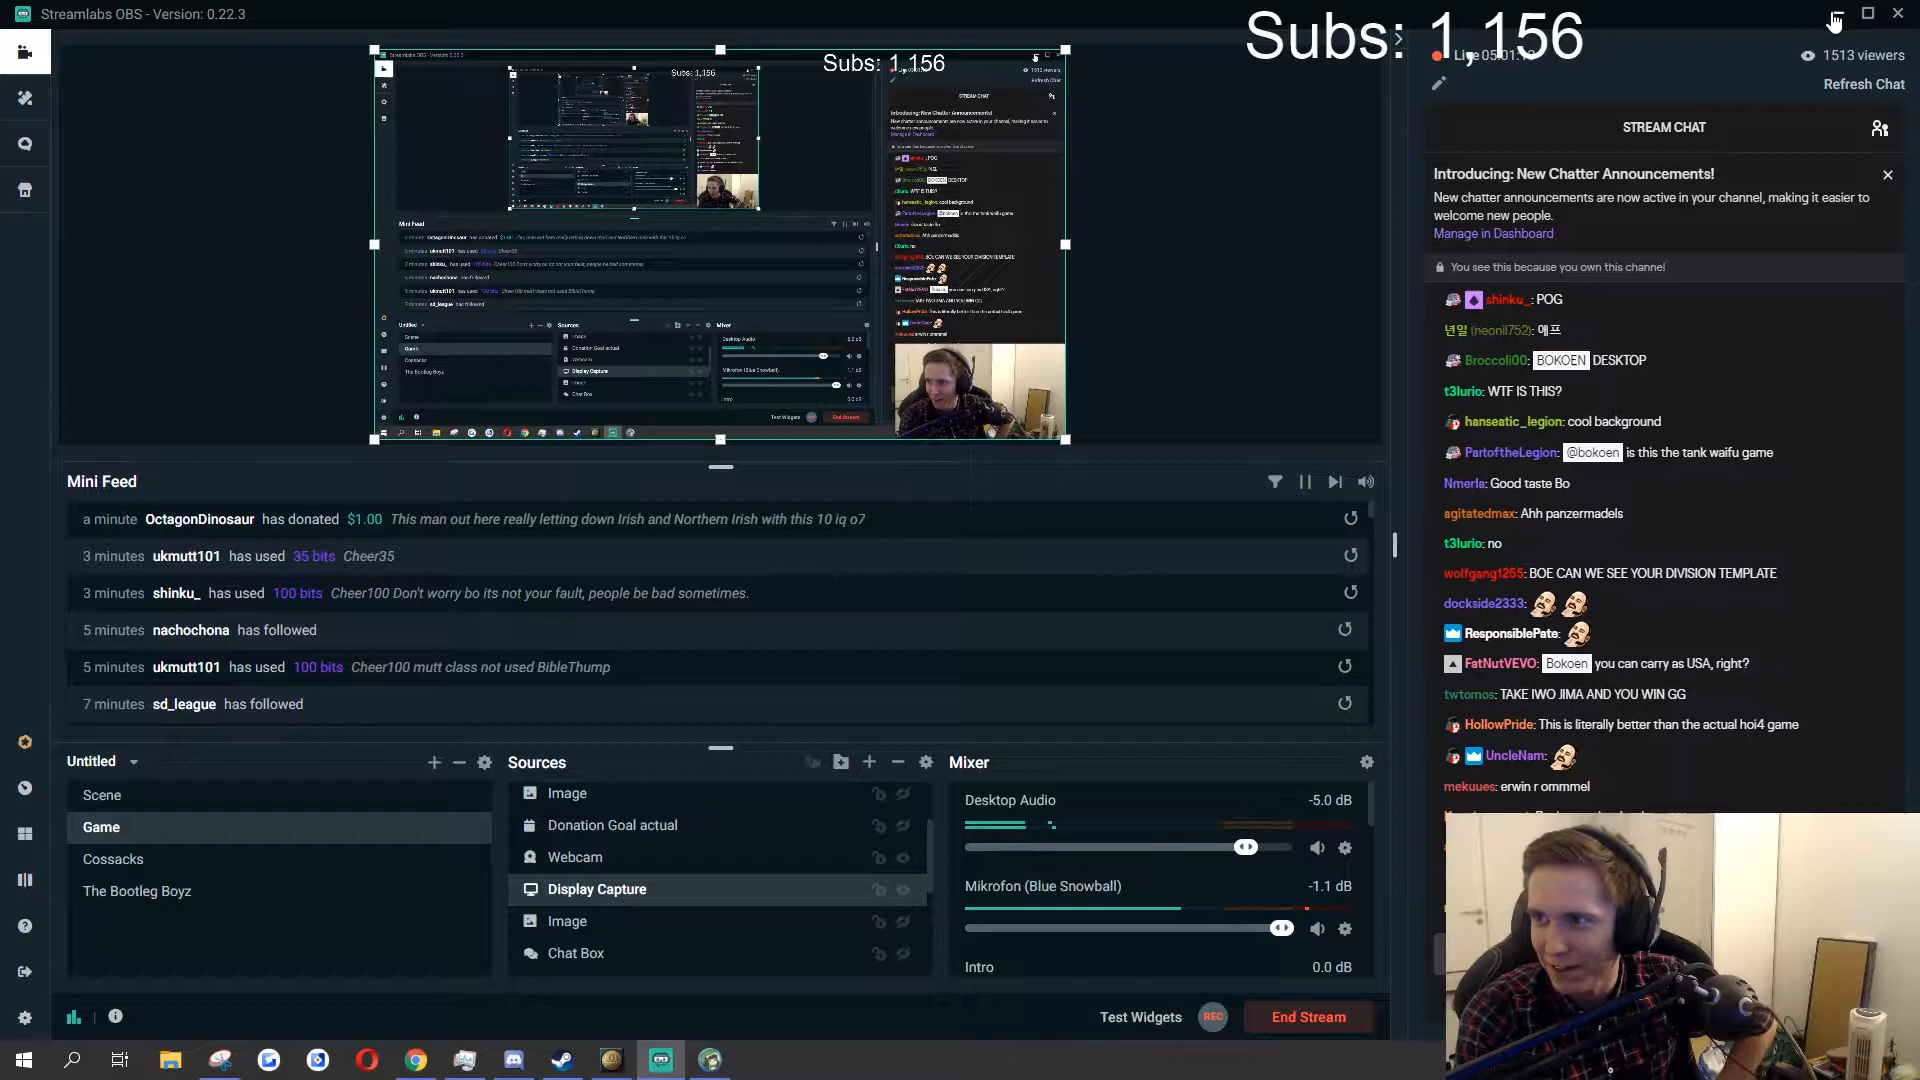 Streamlabs OBS - Version: 0.22.3
Subs: 1,156
1513 viewers
Refresh Chat
STREAM CHAT
Introducing: New Chatter Announcements!
New chatter announcements are now active in your channel, making it easier to
welcome new people.
Manage in Dashboard
You see this because you own this channel
shinku_: POG
년일 (neonil752): 애프
Broccoli00: BOKOEN DESKTOP
t3lurio: WTF IS THIS?
hanseatic_legion: cool background
PartoftheLegion: @bokoen is this the tank waifu game
Nmerla: Good taste Bo
agitatedmax: Ahh panzermadels
t3lurio: no
wolfgang1255: BOE CAN WE SEE YOUR DIVISION TEMPLATE
dockside2333:
ResponsiblePate:
FatNutVEVO: Bokoen you can carry as USA, right?
twtomos: TAKE IWO JIMA AND YOU WIN GG
HollowPride: This is literally better than the actual hoi4 game
UncleNam:
mekuues: erwin r ommmel
Subs: 1,156
Subs: 1,156
Mini Feed
a minute OctagonDinosaur has donated $1.00 This man out here really letting down Irish and Northern Irish with this 10 iq o7
3 minutes ukmutt101 has used 35 bits Cheer35
3 minutes shinku_ has used 100 bits Cheer100 Don't worry bo its not your fault, people be bad sometimes.
5 minutes nachochona has followed
5 minutes ukmutt101 has used 100 bits Cheer100 mutt class not used BibleThump
7 minutes sd_league has followed
Untitled
Scene
Game
Cossacks
The Bootleg Boyz
Sources
Image
Donation Goal actual
Webcam
Display Capture
Image
Chat Box
Mixer
Desktop Audio -5.0 dB
Mikrofon (Blue Snowball) -1.1 dB
Intro 0.0 dB
Test Widgets
REC
End Stream